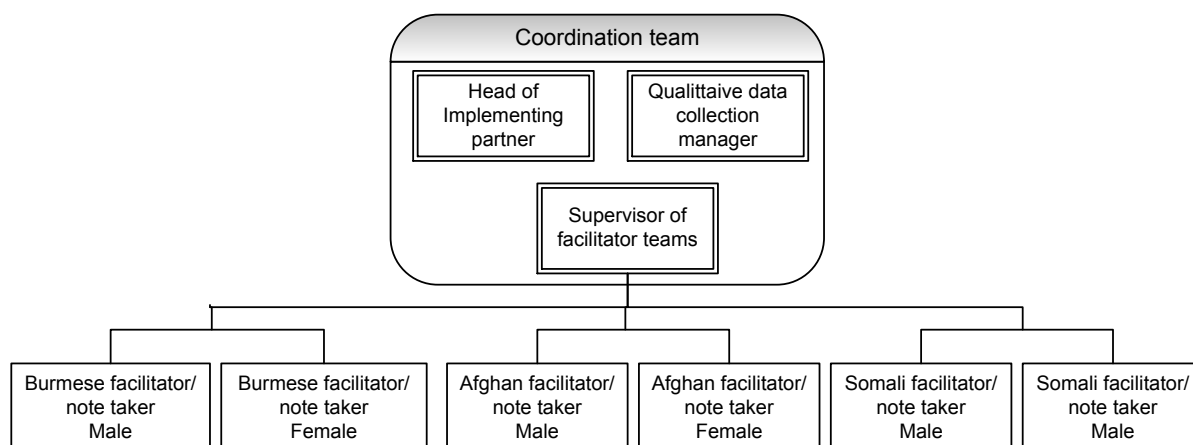 Coordination team
Head of
Implementing
partner
Qualittaive data
collection
manager
Supervisor of
facilitator teams
Burmese facilitator/
note taker
Male
Burmese facilitator/
note taker
Female
Afghan facilitator/
note taker
Male
Afghan facilitator/
note taker
Female
Somali facilitator/
note taker
Male
Somali facilitator/
note taker
Male